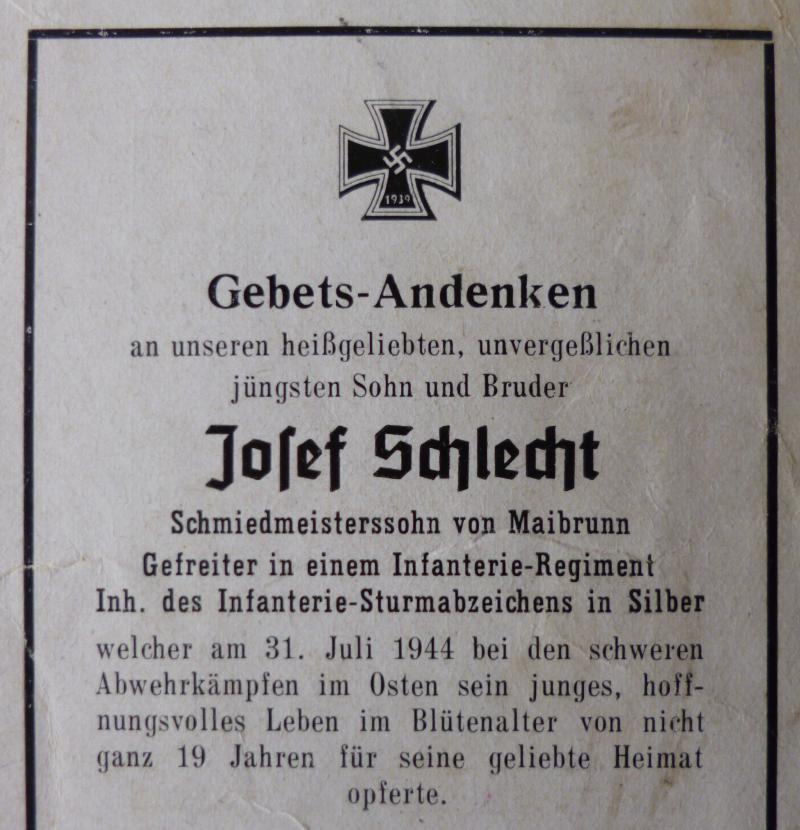 1939
Gebets-Andenken
an unseren heißgeliebten, unvergeßlichen
jüngsten Sohn und Bruder
Josef Schlecht
Schmiedmeisterssohn von Maibrunn
Gefreiter in einem Infanterie-Regiment
Inh. des Infanterie-Sturmabzeichens in Silber
welcher am 31. Juli 1944 bei den schweren
Abwehrkämpfen im Osten sein junges, hoff-
nungsvolles Leben im Blütenalter von nicht
ganz 19 Jahren für seine geliebte Heimat
opferte.